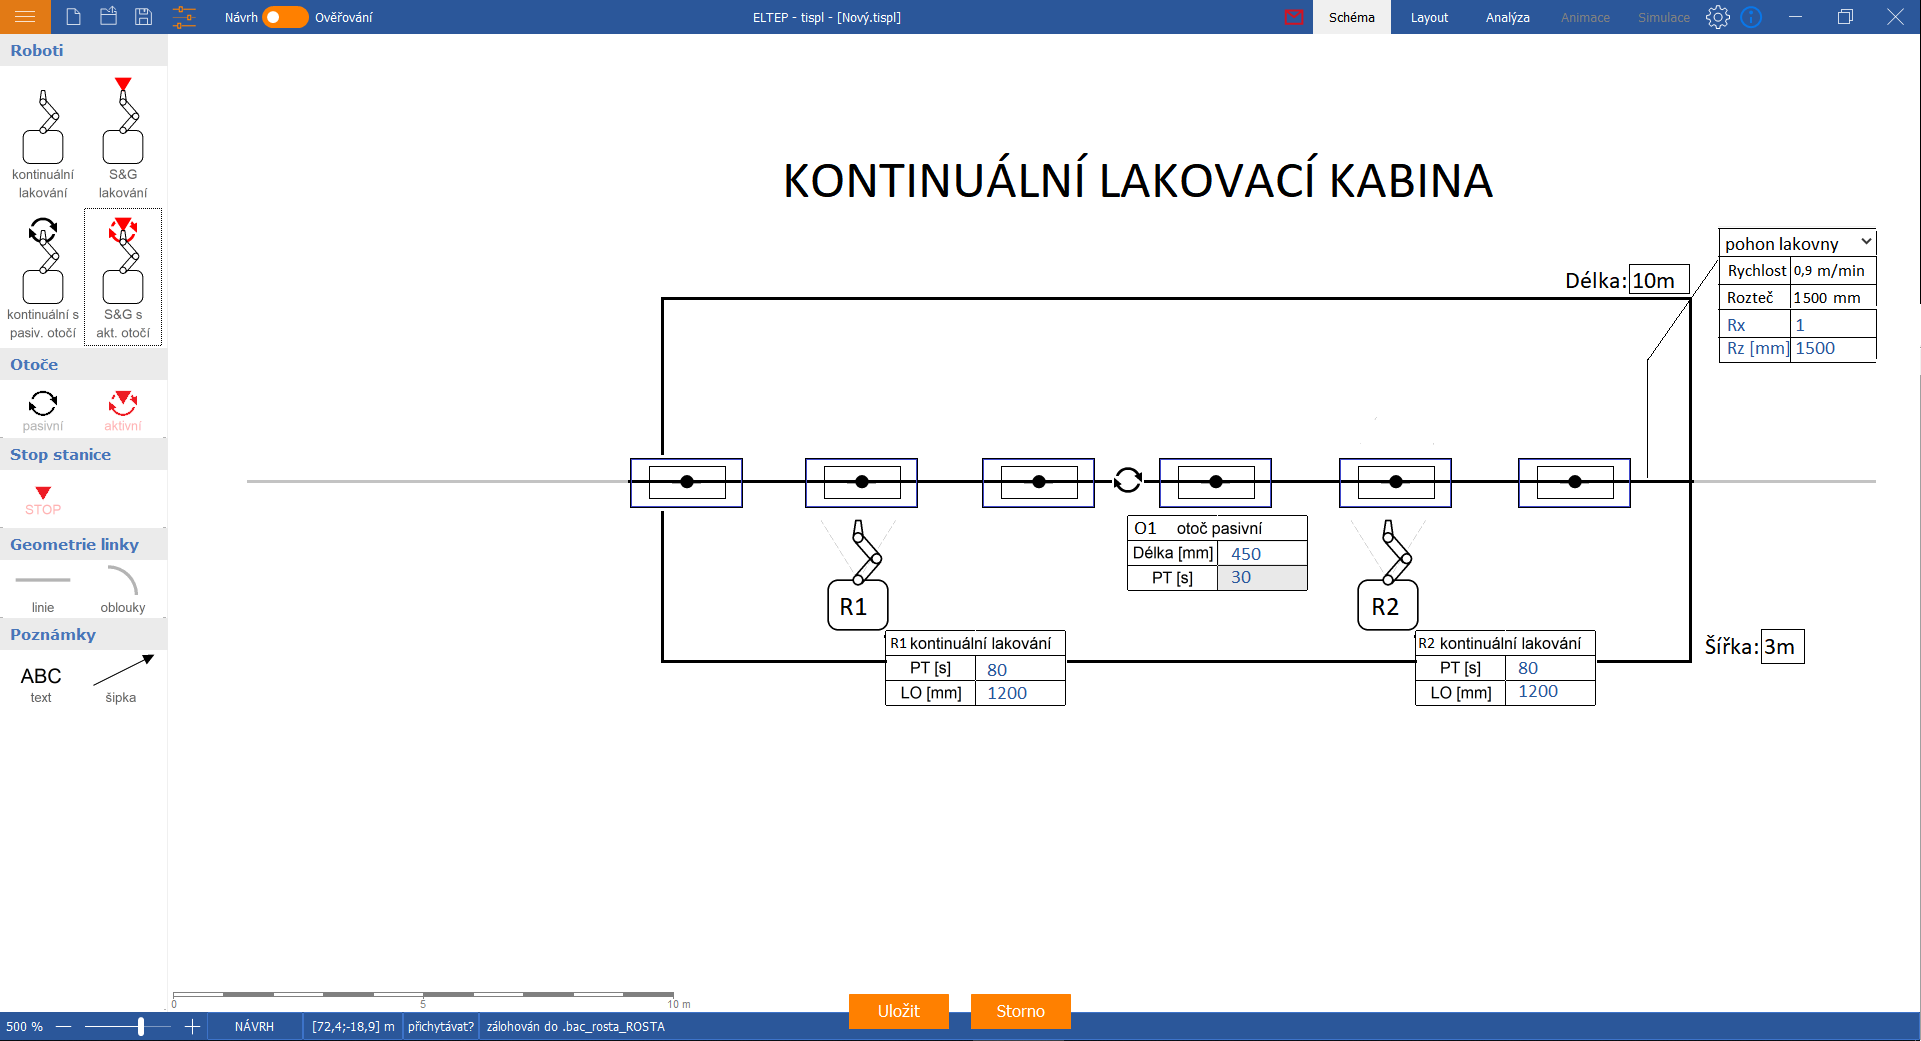 Návrh Ověřování ELTEP - tispl - [Nový.tispl] Schéma Layout Analýza Animace Simulace
Roboti
kontinuální lakování
S&G lakování
kontinuální s pasiv. otočí
S&G s akt. otočí
Otoče
pasivní aktivní
Stop stanice
STOP
Geometrie linky
linie oblouky
Poznámky
ABC
text šipka
KONTINUÁLNÍ LAKOVACÍ KABINA
Délka: 10m
pohon lakovny
Rychlost 0,9 m/min
Rozteč 1500 mm
Rx 1
Rz [mm] 1500
O1 otoč pasivní
Délka [mm] 450
PT [s] 30
R1
R2
R1 kontinuální lakování
PT [s] 80
LO [mm] 1200
R2 kontinuální lakování
PT [s] 80
LO [mm] 1200
Šířka: 3m
0 5 10 m
Uložit Storno
500 % NÁVRH [72,4;-18,9] m přichytávat? zálohován do .bac_rosta_ROSTA